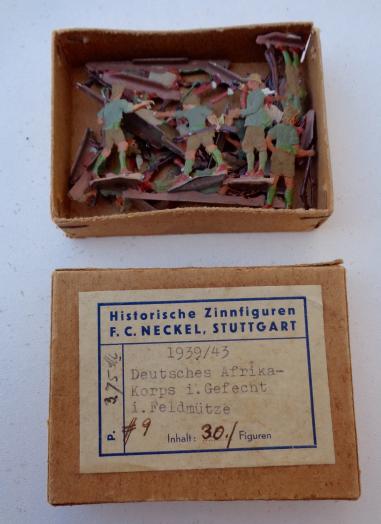 Historische Zinnfiguren
F. C. NECKEL, STUTTGART
1939/43
Deutsches Afrika-
Korps i.Gefecht
i.Feldmütze
P.
#9
Inhalt: 30./ Figuren